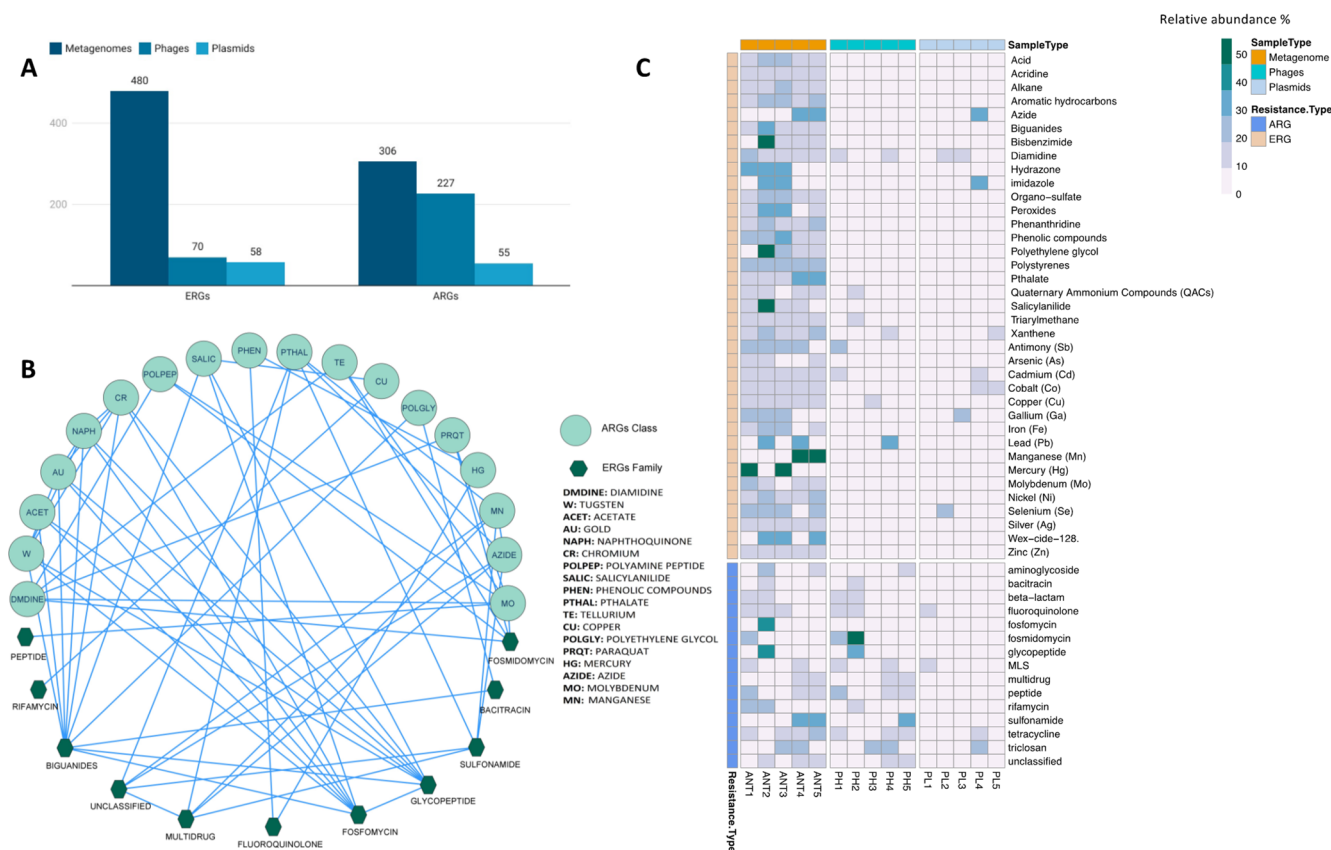 Metagenomes Phages Plasmids
A
480
400
306
227
200
70
58
55
ERGs
ARGs
B
SALIC
PHEN
PTHAL
TE
POLPEP
CU
CR
POLGLY
NAPH
PRQT
AU
HG
ACET
MN
W
AZIDE
DMDINE
MO
PEPTIDE
FOSMIDOMYCIN
RIFAMYCIN
BACITRACIN
BIGUANIDES
SULFONAMIDE
UNCLASSIFIED
GLYCOPEPTIDE
MULTIDRUG
FOSFOMYCIN
FLUOROQUINOLONE
ARGs Class
ERGs Family
DMDINE: DIAMIDINE
W: TUGSTEN
ACET: ACETATE
AU: GOLD
NAPH: NAPHTHOQUINONE
CR: CHROMIUM
POLPEP: POLYAMINE PEPTIDE
SALIC: SALICYLANILIDE
PHEN: PHENOLIC COMPOUNDS
PTHAL: PTHALATE
TE: TELLURIUM
CU: COPPER
POLGLY: POLYETHYLENE GLYCOL
PRQT: PARAQUAT
HG: MERCURY
AZIDE: AZIDE
MO: MOLYBDENUM
MN: MANGANESE
C
Relative abundance %
50
40
30
20
10
0
SampleType
Metagenome
Phages
Plasmids
Resistance.Type
ARG
ERG
SampleType
Acid
Acridine
Alkane
Aromatic hydrocarbons
Azide
Biguanides
Bisbenzimide
Diamidine
Hydrazone
imidazole
Organo−sulfate
Peroxides
Phenanthridine
Phenolic compounds
Polyethylene glycol
Polystyrenes
Pthalate
Quaternary Ammonium Compounds (QACs)
Salicylanilide
Triarylmethane
Xanthene
Antimony (Sb)
Arsenic (As)
Cadmium (Cd)
Cobalt (Co)
Copper (Cu)
Gallium (Ga)
Iron (Fe)
Lead (Pb)
Manganese (Mn)
Mercury (Hg)
Molybdenum (Mo)
Nickel (Ni)
Selenium (Se)
Silver (Ag)
Wex−cide−128.
Zinc (Zn)
aminoglycoside
bacitracin
beta−lactam
fluoroquinolone
fosfomycin
fosmidomycin
glycopeptide
MLS
multidrug
peptide
rifamycin
sulfonamide
tetracycline
triclosan
unclassified
Resistance.Type
ANT1
ANT2
ANT3
ANT4
ANT5
PH1
PH2
PH3
PH4
PH5
PL1
PL2
PL3
PL4
PL5